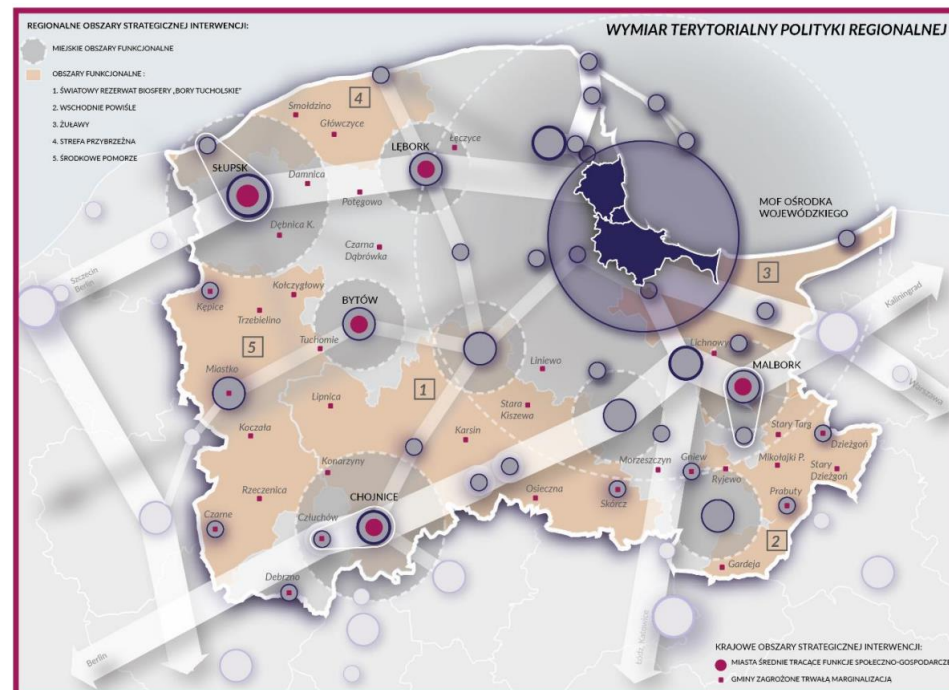 REGIONALNE OBSZARY STRATEGICZNEJ INTERWENCJI:
MIEJSKIE OBSZARY FUNKCJONALNE
OBSZARY FUNKCJONALNE :
1. ŚWIATOWY REZERWAT BIOSFERY „BORY TUCHOLSKIE"
2. WSCHODNIE POWIŚLE
3. ŻUŁAWY
4. STREFA PRZYBRZEŻNA
5. ŚRODKOWE POMORZE
WYMIAR TERYTORIALNY POLITYKI REGIONALNEJ
4
Smołdzino
Główczyce
Łęczyce
LĘBORK
SŁUPSK
Damnica
Potęgowo
Dębnica K.
Czarna
Dąbrówka
MOF OŚRODKA
WOJEWÓDZKIEGO
3
Szczecin
Berlin
Kaliningrad
Kępice
Kołczygłowy
Trzebielino
BYTÓW
Tuchomie
5
Miastko
1
Lipnica
Liniewo
Lichnowy
MALBORK
Warszawa
Koczała
Stara
Kiszewa
Karsin
Stary Targ
Dzierzgoń
Konarzyny
Morzeszczyn
Gniew
Ryjewo
Mikołajki P.
Stary
Dzieżgoń
Rzeczenica
CHOJNICE
Osieczna
Skórcz
Prabuty
Czarne
Człuchów
2
Gardeja
Debrzno
Berlin
Łódź, Katowice
KRAJOWE OBSZARY STRATEGICZNEJ INTERWENCJI:
MIASTA ŚREDNIE TRACĄCE FUNKCJE SPOŁECZNO-GOSPODARCZE
GMINY ZAGROŻONE TRWAŁĄ MARGINALIZACJĄ